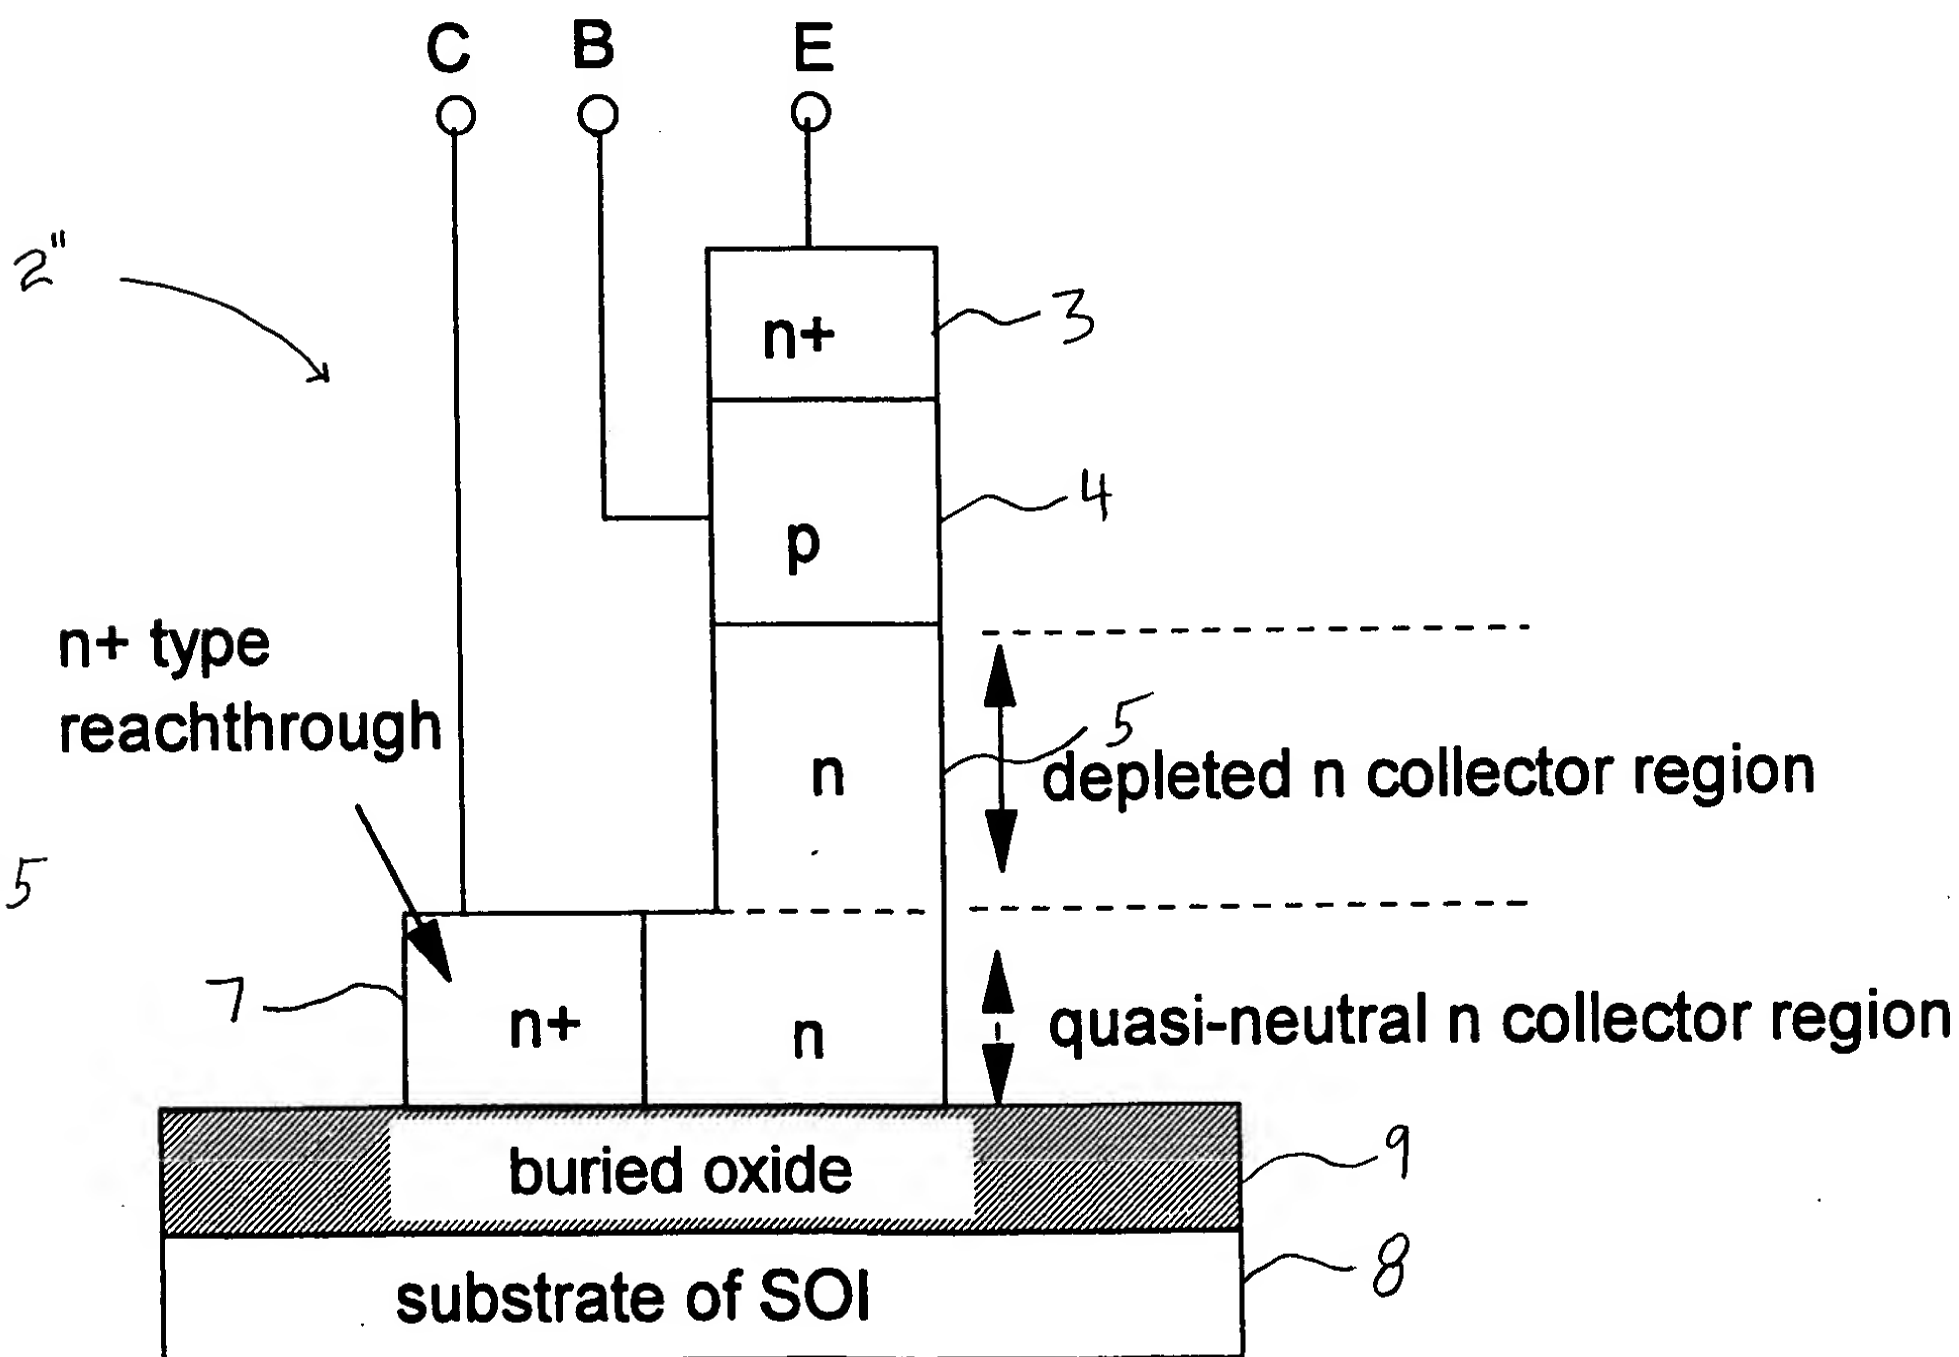 C B E
2"
n+ 3
4
p
n+ type
reachthrough
n
5
depleted n collector region
5
7
n+
n
quasi-neutral n collector region
buried oxide
9
substrate of SOI
8